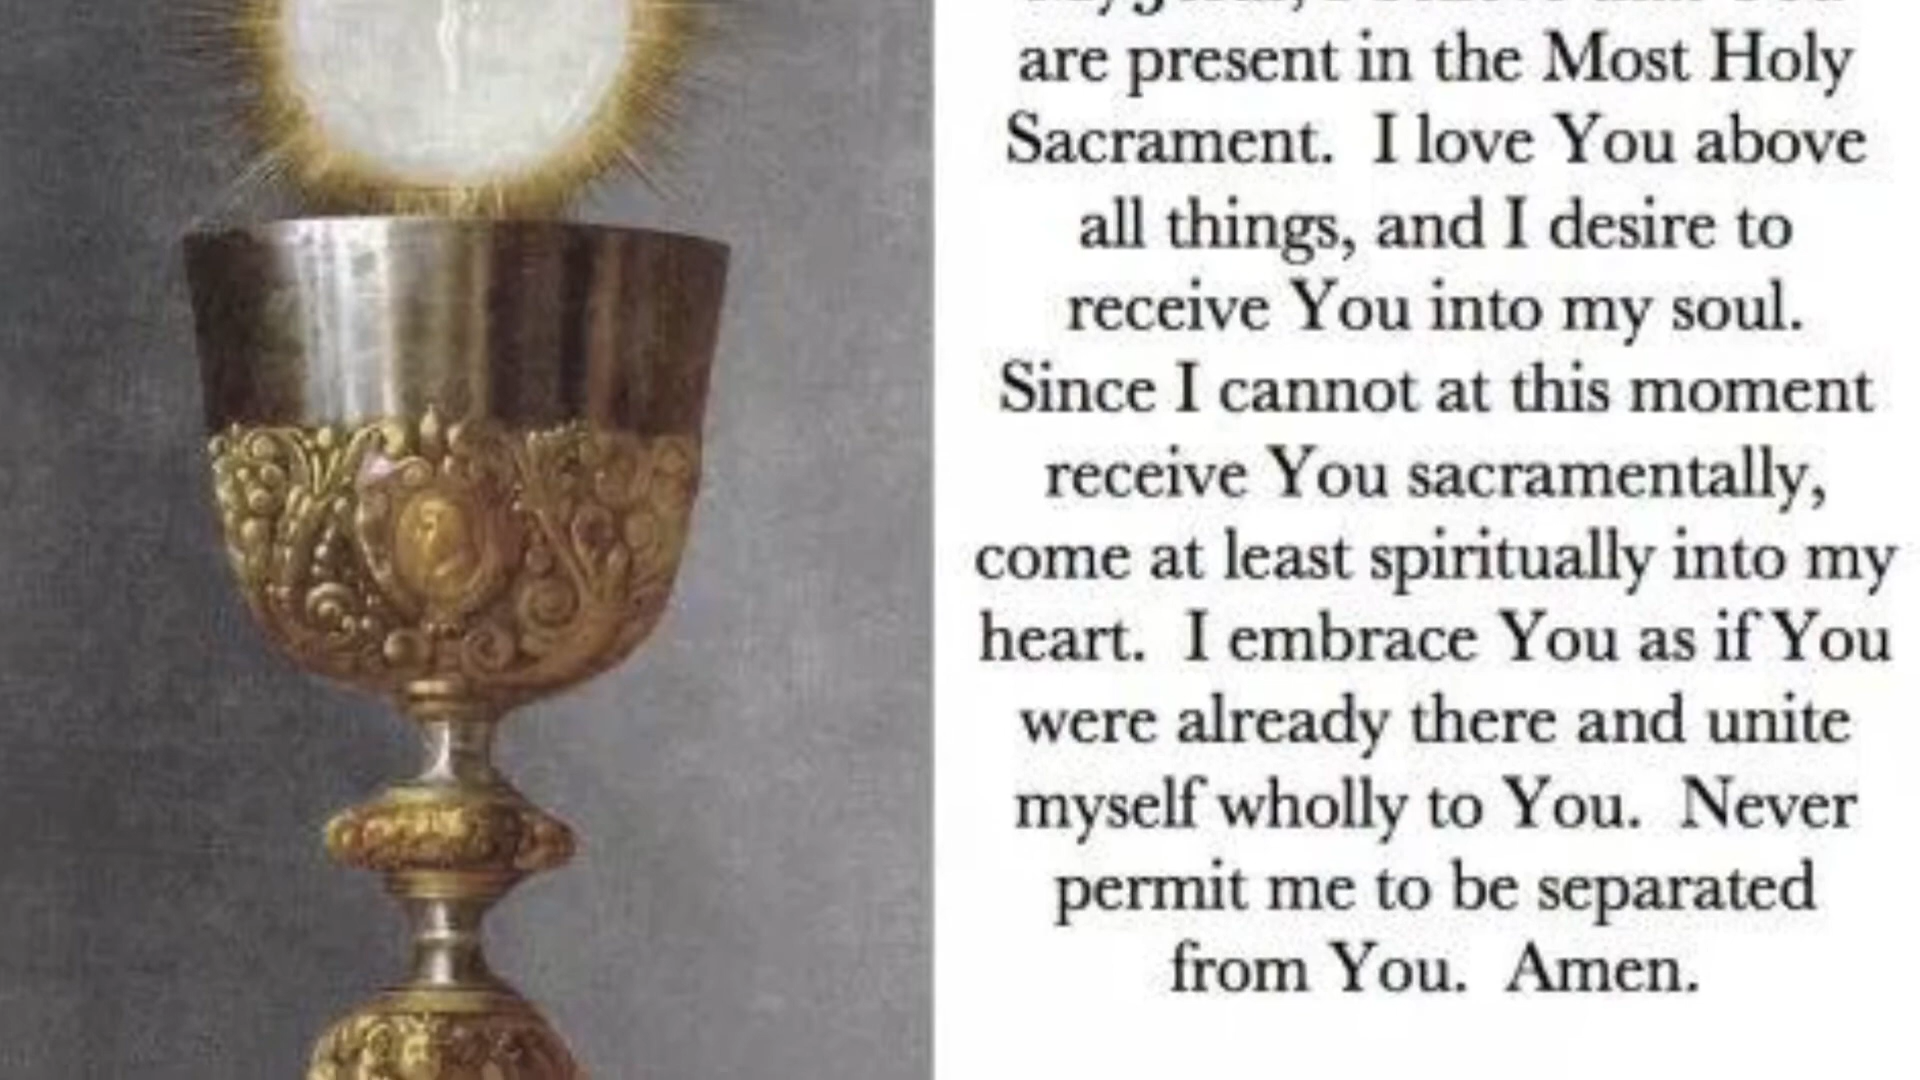 are present in the Most Holy
Sacrament. I love You above
all things, and I desire to
receive You into my soul.
Since I cannot at this moment
receive You sacramentally,
come at least spiritually into my
heart. I embrace You as if You
were already there and unite
myself wholly to You. Never
permit me to be separated
from You. Amen.